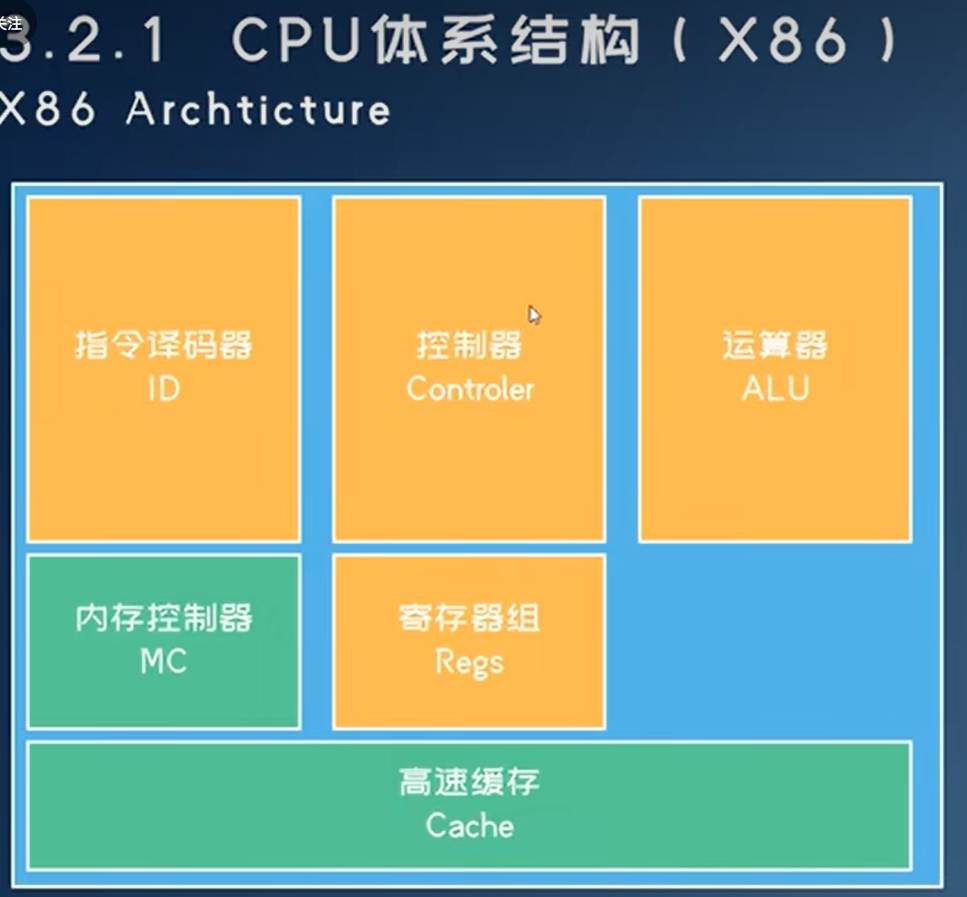 关注
3.2.1 CPU体系结构（X86）
X86 Archticture
指令译码器
ID
控制器
Controler
运算器
ALU
内存控制器
MC
寄存器组
Regs
高速缓存
Cache